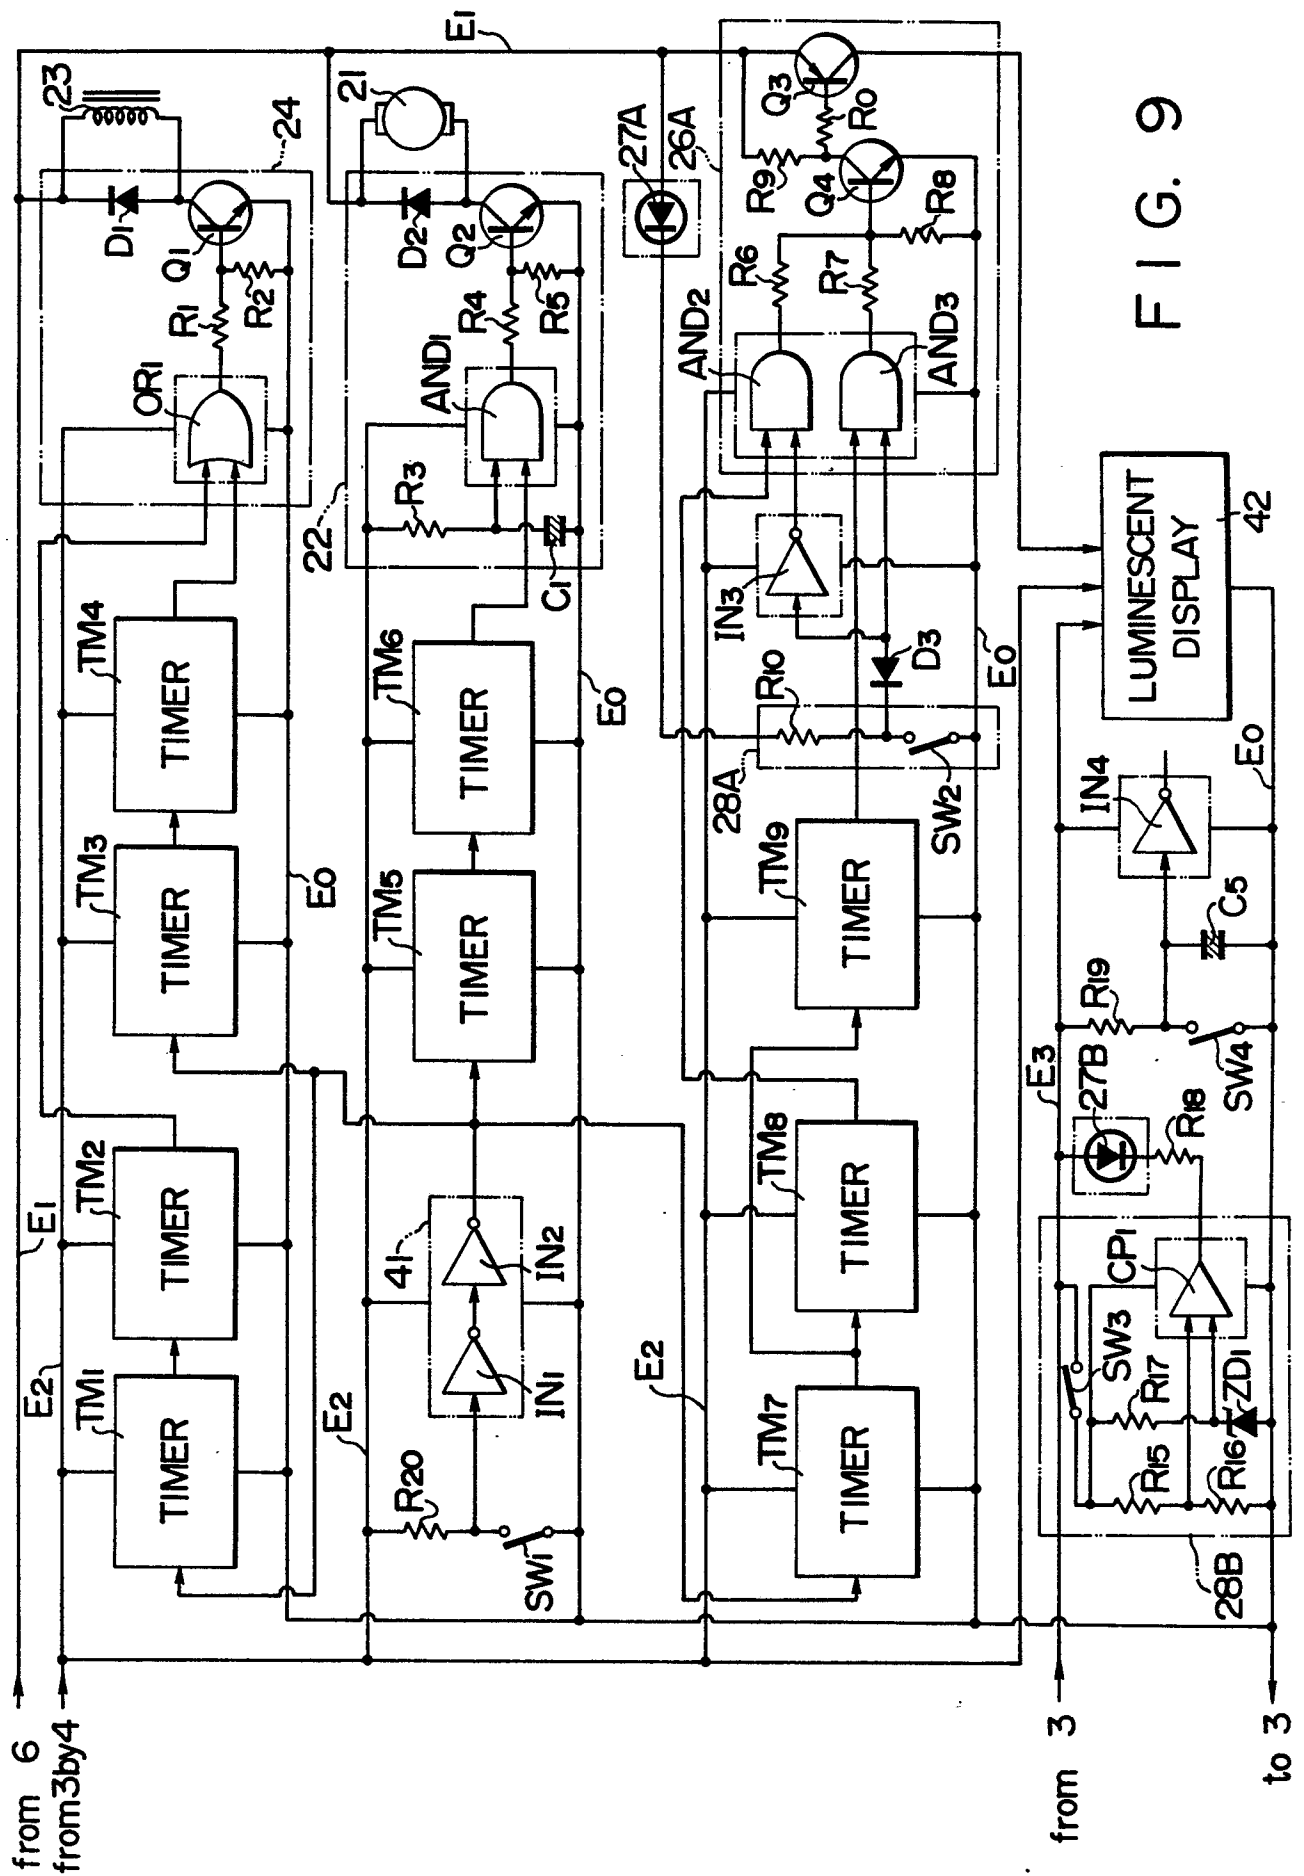 from 6
from3by4
E1
E2
TM1
TIMER
TM2
TIMER
TM3
TIMER
TM4
TIMER
E0
OR1
R1
R2
Q1
D1
23
24
E1
E2
R20
SW1
41
IN1
IN2
TM5
TIMER
TM6
TIMER
E0
22
R3
C1
AND1
R4
R5
Q2
D2
21
E2
TM7
TIMER
TM8
TIMER
TM9
TIMER
28A
R10
SW2
D3
E0
IN3
AND2
AND3
R6
R7
R8
R9
Q4
R0
Q3
27A
26A
from 3
to 3
28B
R15
R16
R17
ZD1
SW3
CP1
27B
R18
E3
SW4
R19
C5
IN4
E0
LUMINESCENT
DISPLAY
42
FIG. 9